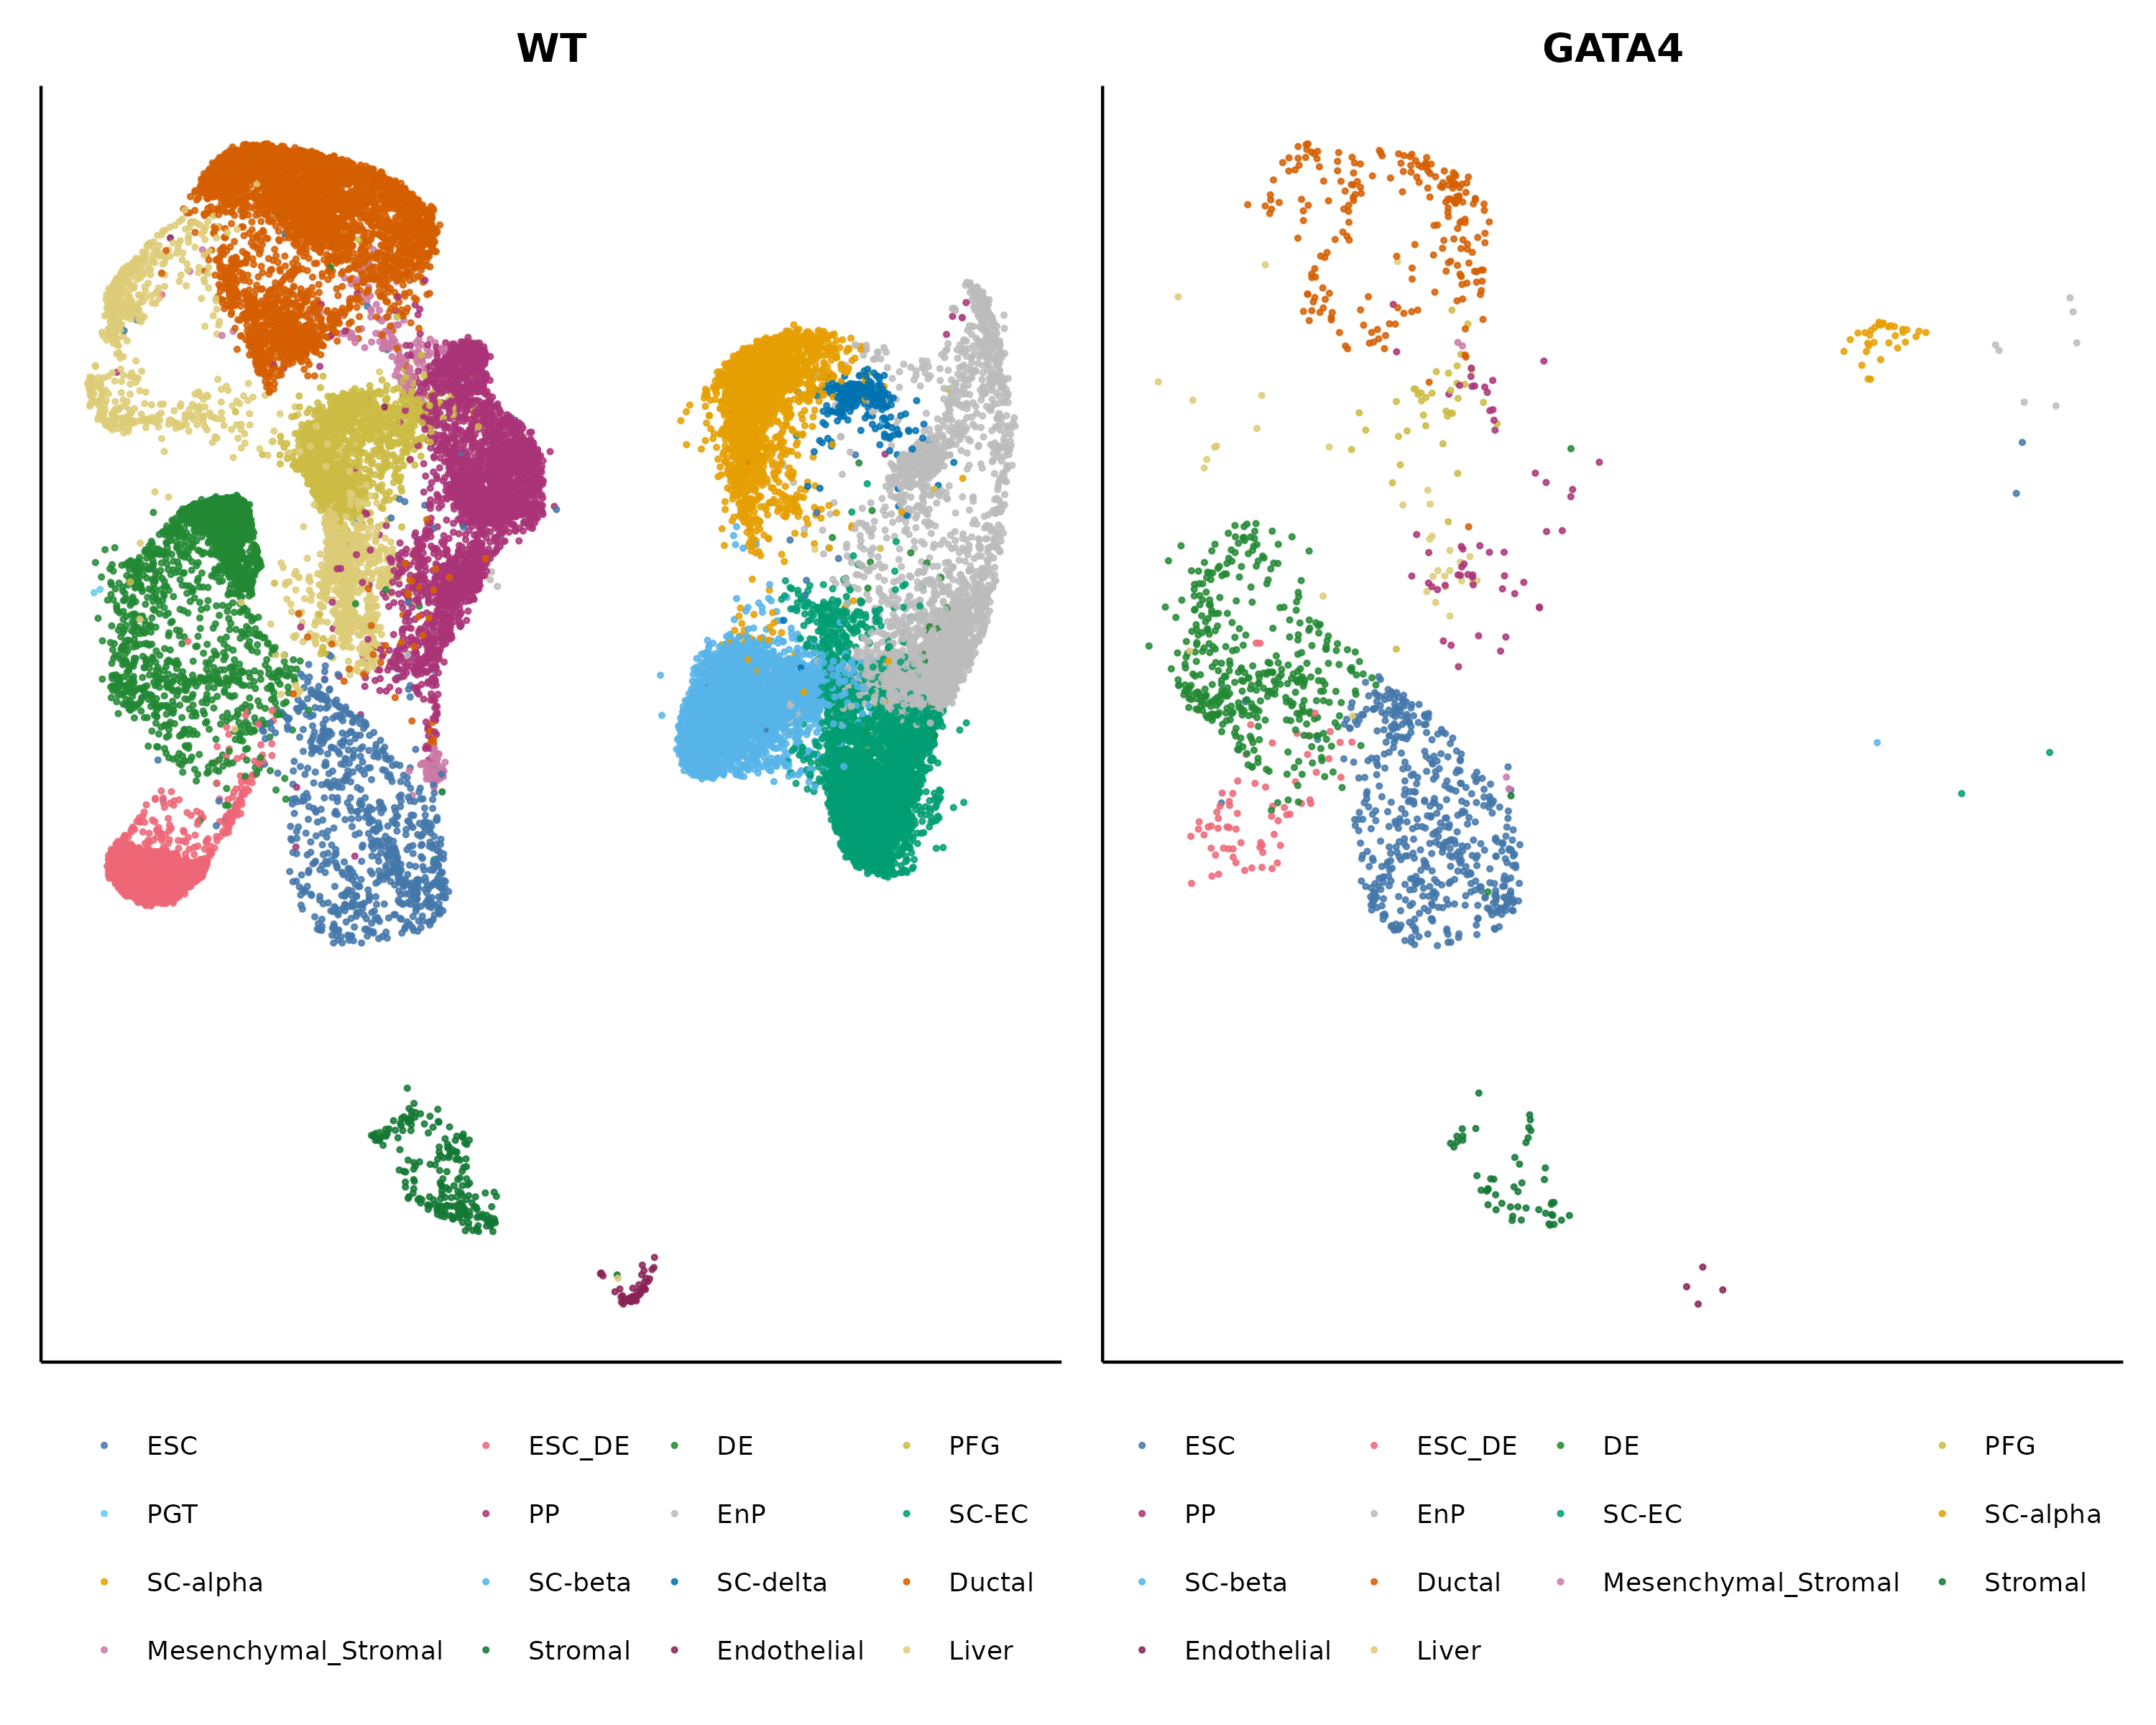 WT
GATA4
ESC ESC_DE DE PFG
PGT PP EnP SC-EC
SC-alpha SC-beta SC-delta Ductal
Mesenchymal_Stromal Stromal Endothelial Liver
ESC ESC_DE DE PFG
PP EnP SC-EC SC-alpha
SC-beta Ductal Mesenchymal_Stromal Stromal
Endothelial Liver